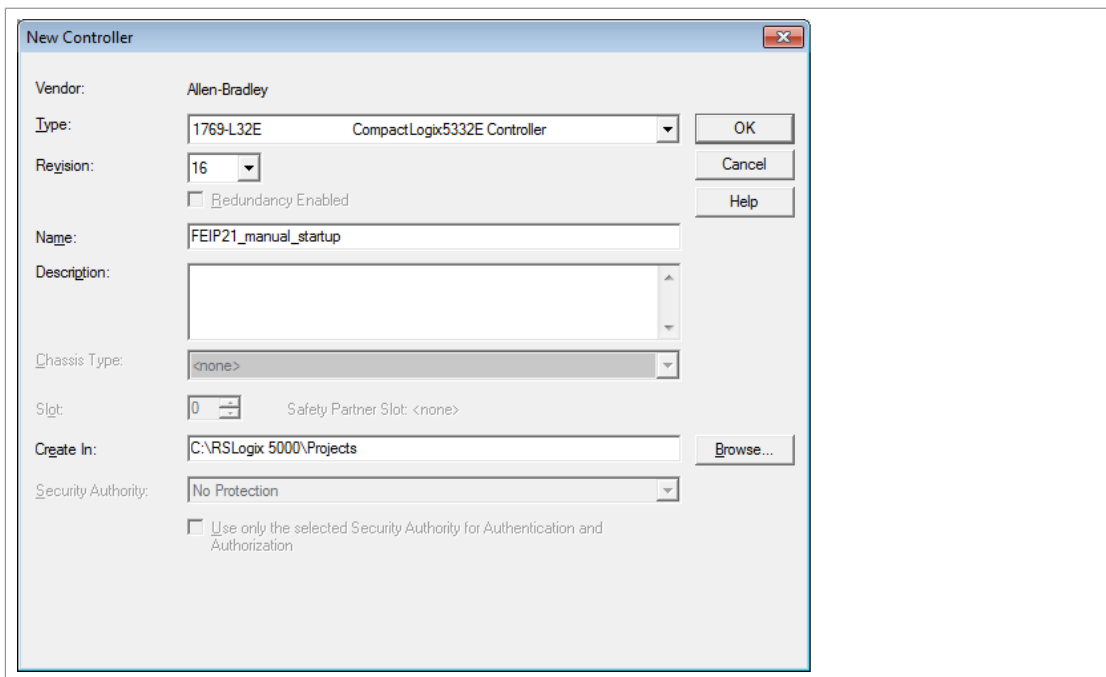 New Controller
Vendor: Allen-Bradley
Type: 1769-L32E CompactLogix5332E Controller OK
Revision: 16 Cancel
Redundancy Enabled Help
Name: FEIP21_manual_startup
Description:
Chassis Type: <none>
Slot: 0 Safety Partner Slot: <none>
Create In: C:\RSLogix 5000\Projects Browse...
Security Authority: No Protection
Use only the selected Security Authority for Authentication and
Authorization